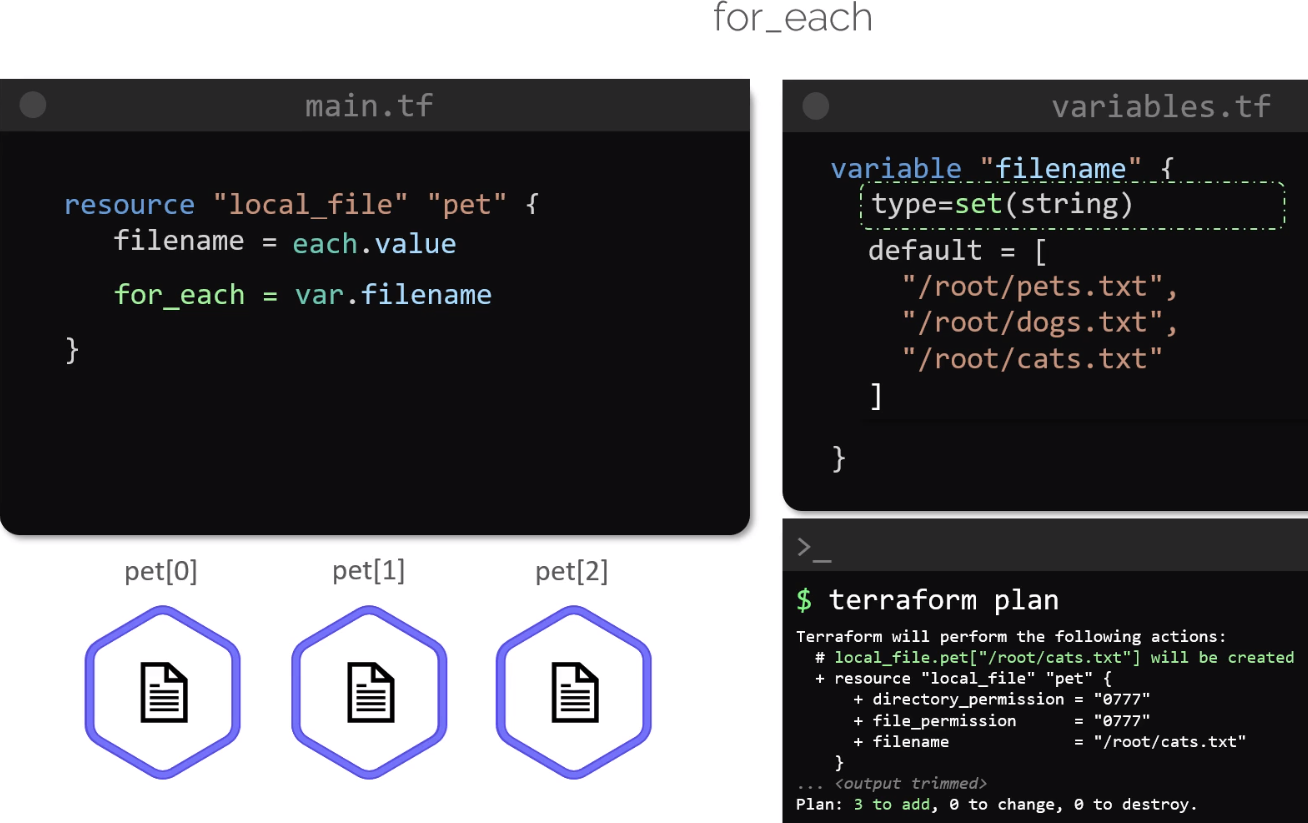 for_each
main.tf
resource "local_file" "pet" {
filename = each.value
for_each = var.filename
}
variables.tf
variable "filename" {
type=set(string)
default = [
"/root/pets.txt",
"/root/dogs.txt",
"/root/cats.txt"
]
}
pet[0]
pet[1]
pet[2]
>_
$ terraform plan
Terraform will perform the following actions:
# local_file.pet["/root/cats.txt"] will be created
+ resource "local_file" "pet" {
+ directory_permission = "0777"
+ file_permission = "0777"
+ filename = "/root/cats.txt"
}
... <output trimmed>
Plan: 3 to add, 0 to change, 0 to destroy.